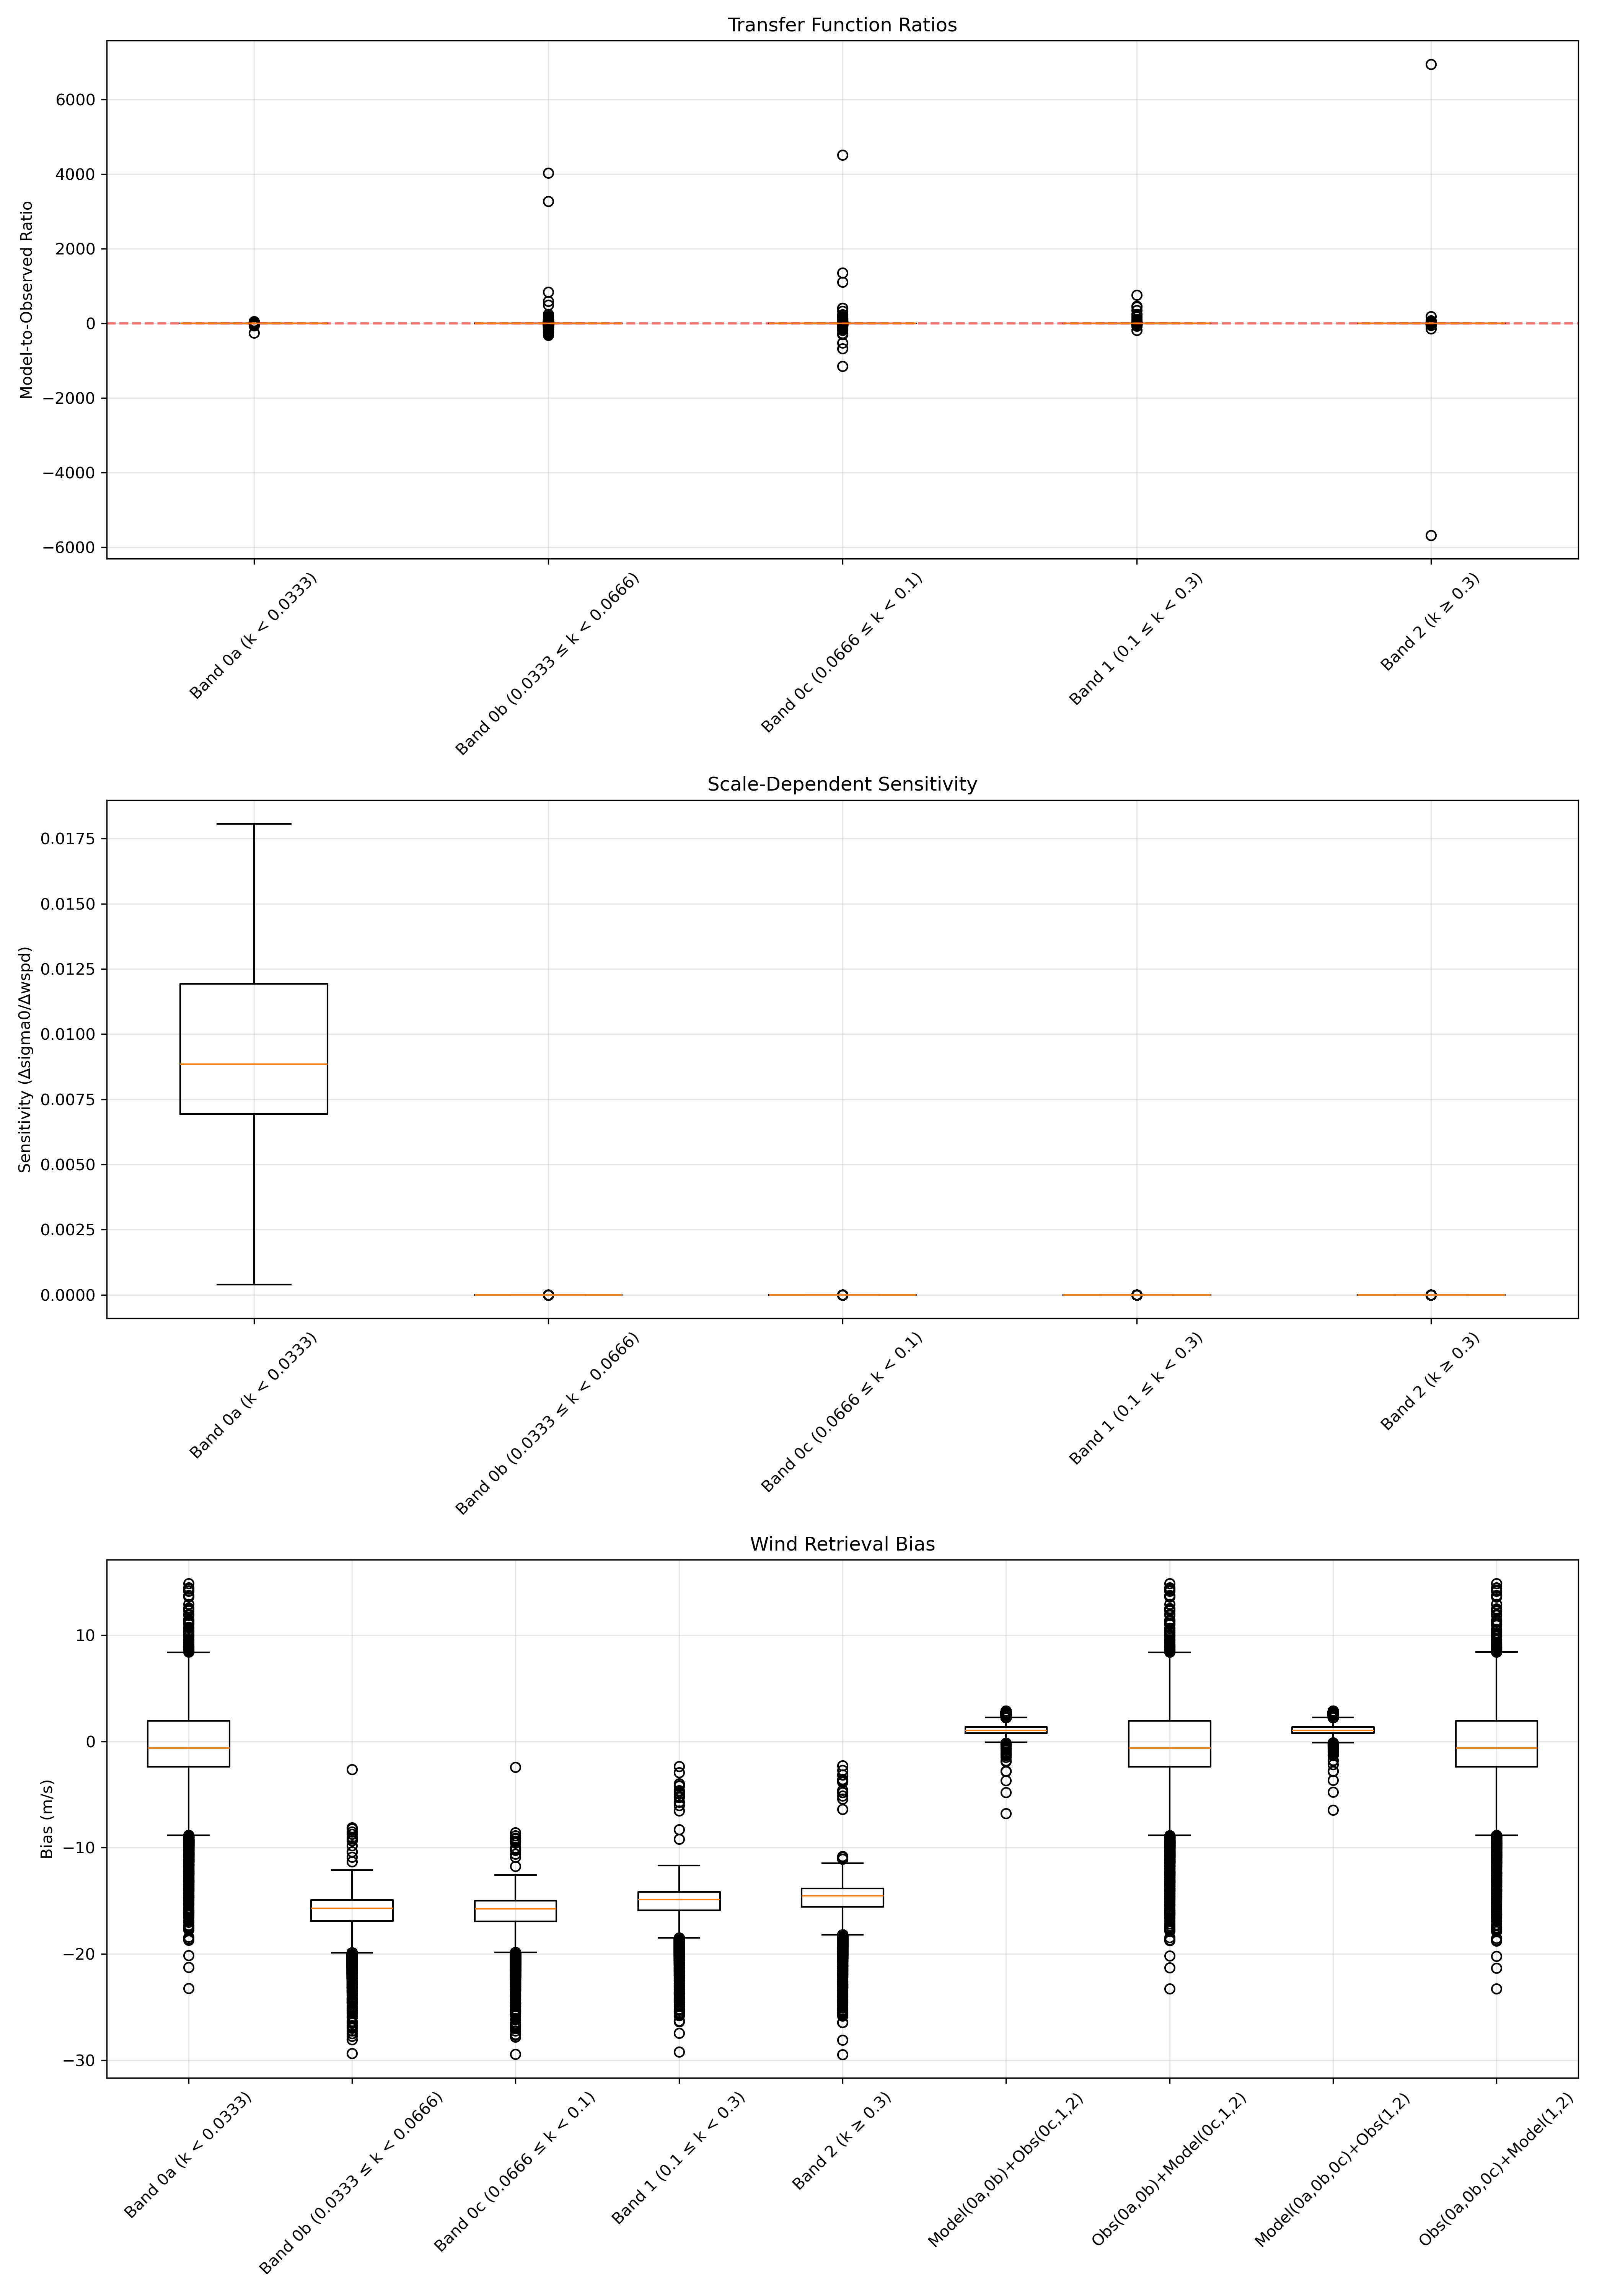 Transfer Function Ratios
Model-to-Observed Ratio
6000
4000
2000
0
−2000
−4000
−6000
Band 0a (k < 0.0333)
Band 0b (0.0333 ≤ k < 0.0666)
Band 0c (0.0666 ≤ k < 0.1)
Band 1 (0.1 ≤ k < 0.3)
Band 2 (k ≥ 0.3)
Scale-Dependent Sensitivity
Sensitivity (Δsigma0/Δwspd)
0.0175
0.0150
0.0125
0.0100
0.0075
0.0050
0.0025
0.0000
Band 0a (k < 0.0333)
Band 0b (0.0333 ≤ k < 0.0666)
Band 0c (0.0666 ≤ k < 0.1)
Band 1 (0.1 ≤ k < 0.3)
Band 2 (k ≥ 0.3)
Wind Retrieval Bias
Bias (m/s)
10
0
−10
−20
−30
Band 0a (k < 0.0333)
Band 0b (0.0333 ≤ k < 0.0666)
Band 0c (0.0666 ≤ k < 0.1)
Band 1 (0.1 ≤ k < 0.3)
Band 2 (k ≥ 0.3)
Model(0a,0b)+Obs(0c,1,2)
Obs(0a,0b)+Model(0c,1,2)
Model(0a,0b,0c)+Obs(1,2)
Obs(0a,0b,0c)+Model(1,2)